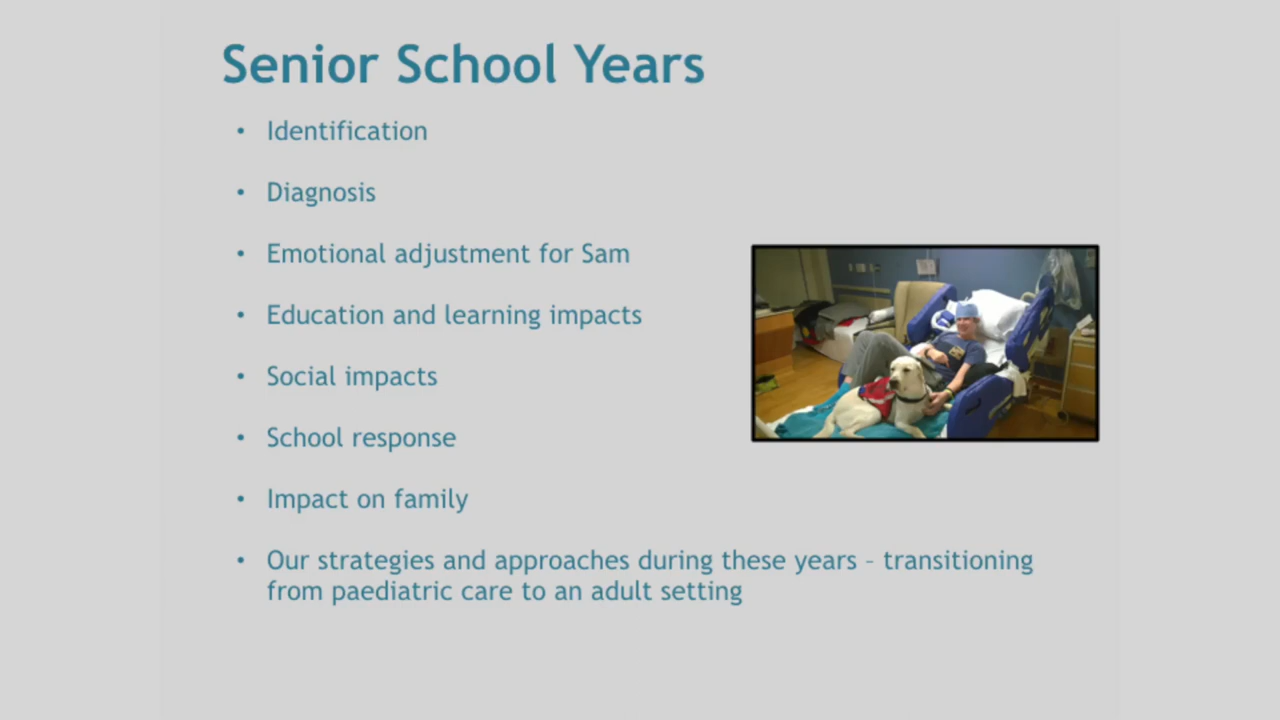 Senior School Years
• Identification
• Diagnosis
• Emotional adjustment for Sam
• Education and learning impacts
• Social impacts
• School response
• Impact on family
• Our strategies and approaches during these years – transitioning
from paediatric care to an adult setting